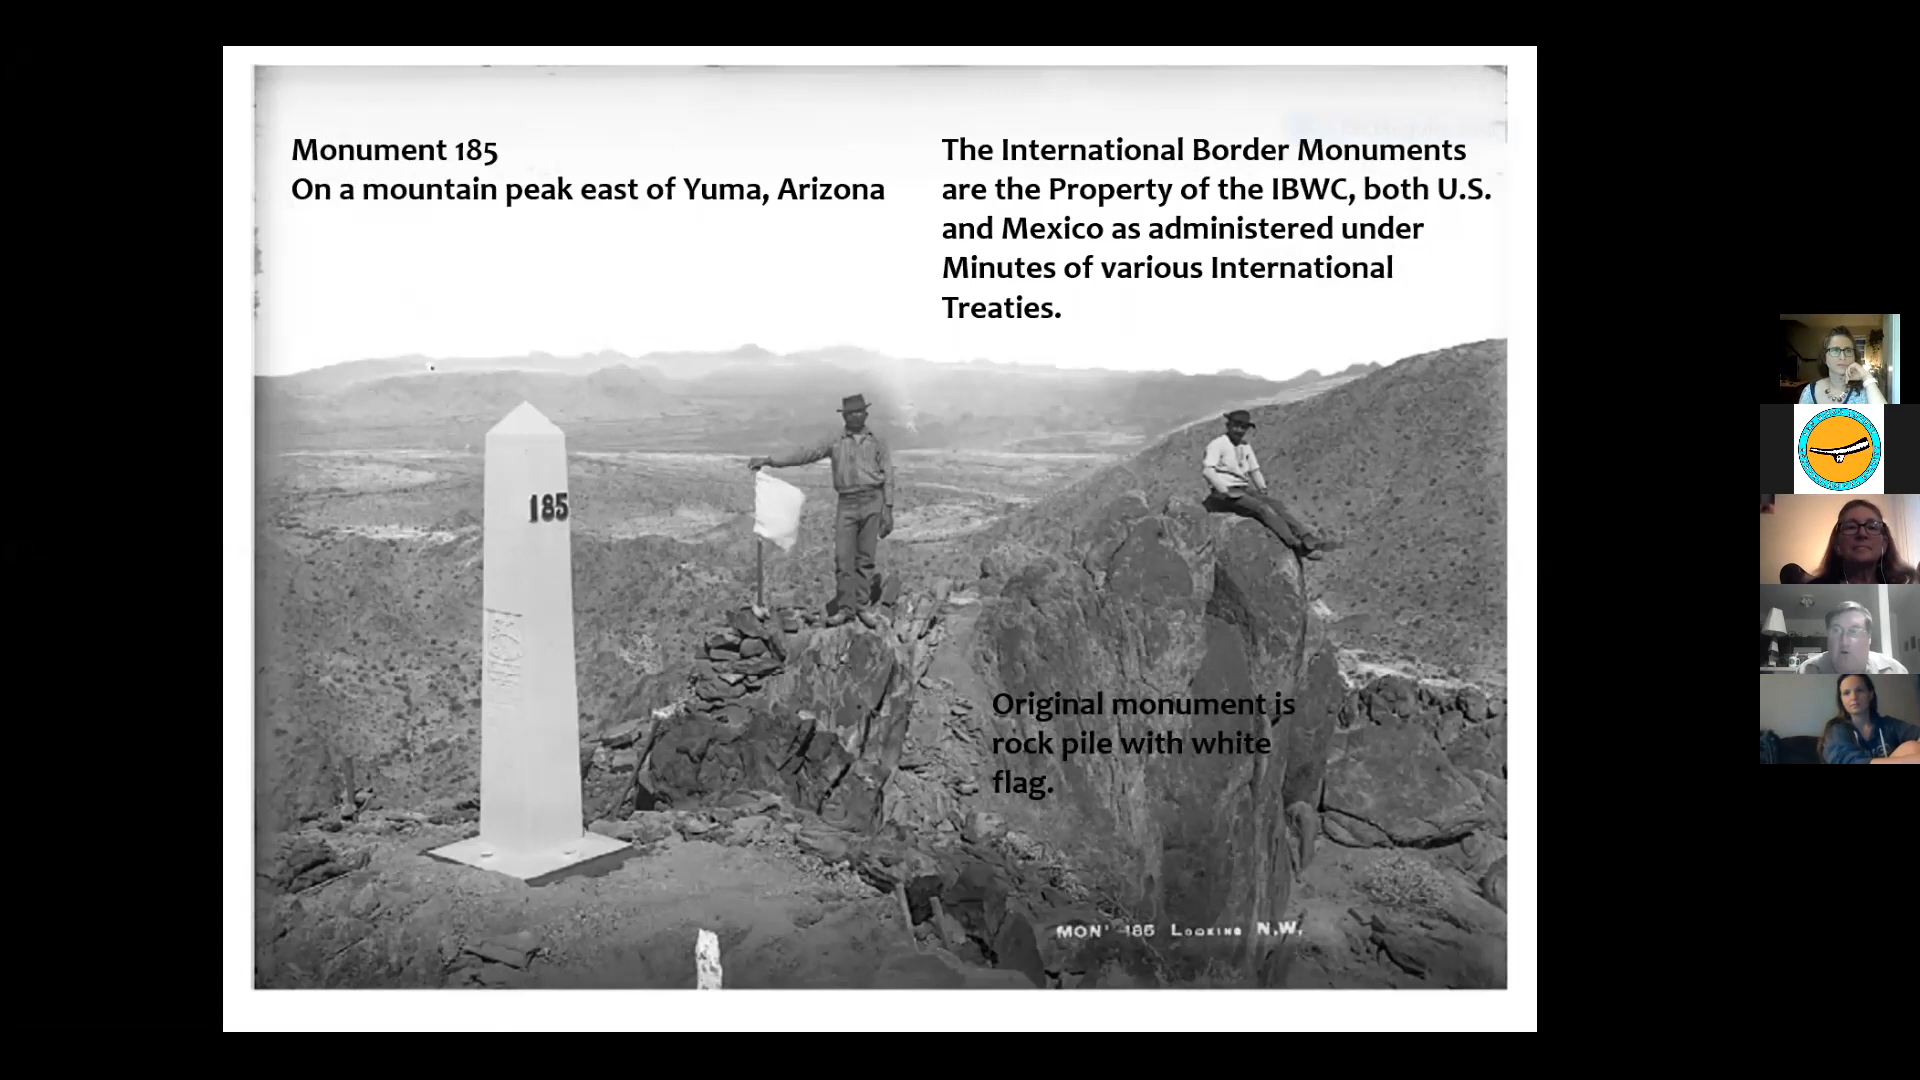 Monument 185
On a mountain peak east of Yuma, Arizona
The International Border Monuments
are the Property of the IBWC, both U.S.
and Mexico as administered under
Minutes of various International
Treaties.
185
Original monument is
rock pile with white
flag.
MON' 185 LOOKING N.W.